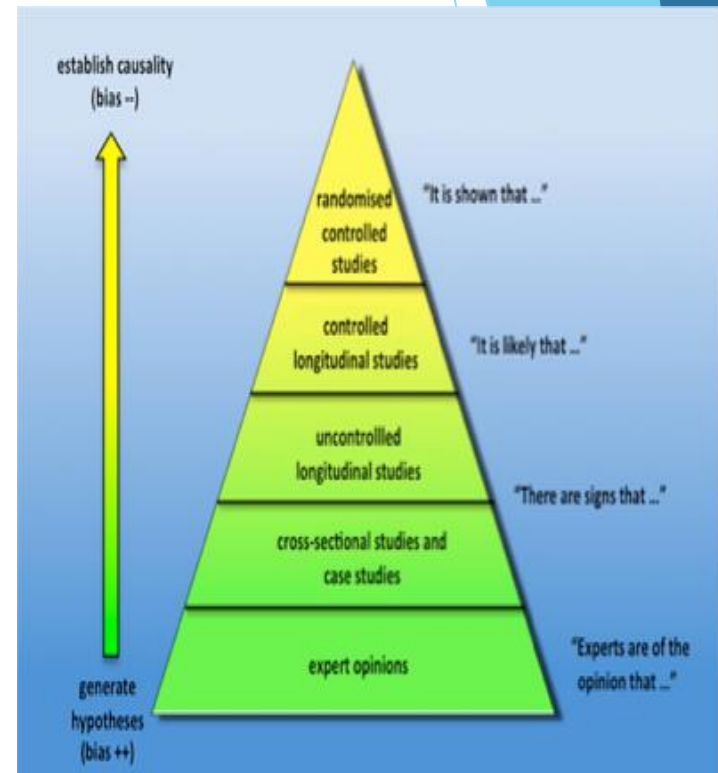 establish causality
(bias --)
randomised
controlled
studies
"It is shown that ..."
controlled
longitudinal studies
"It is likely that ..."
uncontrollled
longitudinal studies
"There are signs that ..."
cross-sectional studies and
case studies
expert opinions
"Experts are of the
opinion that ..."
generate
hypotheses
(bias ++)